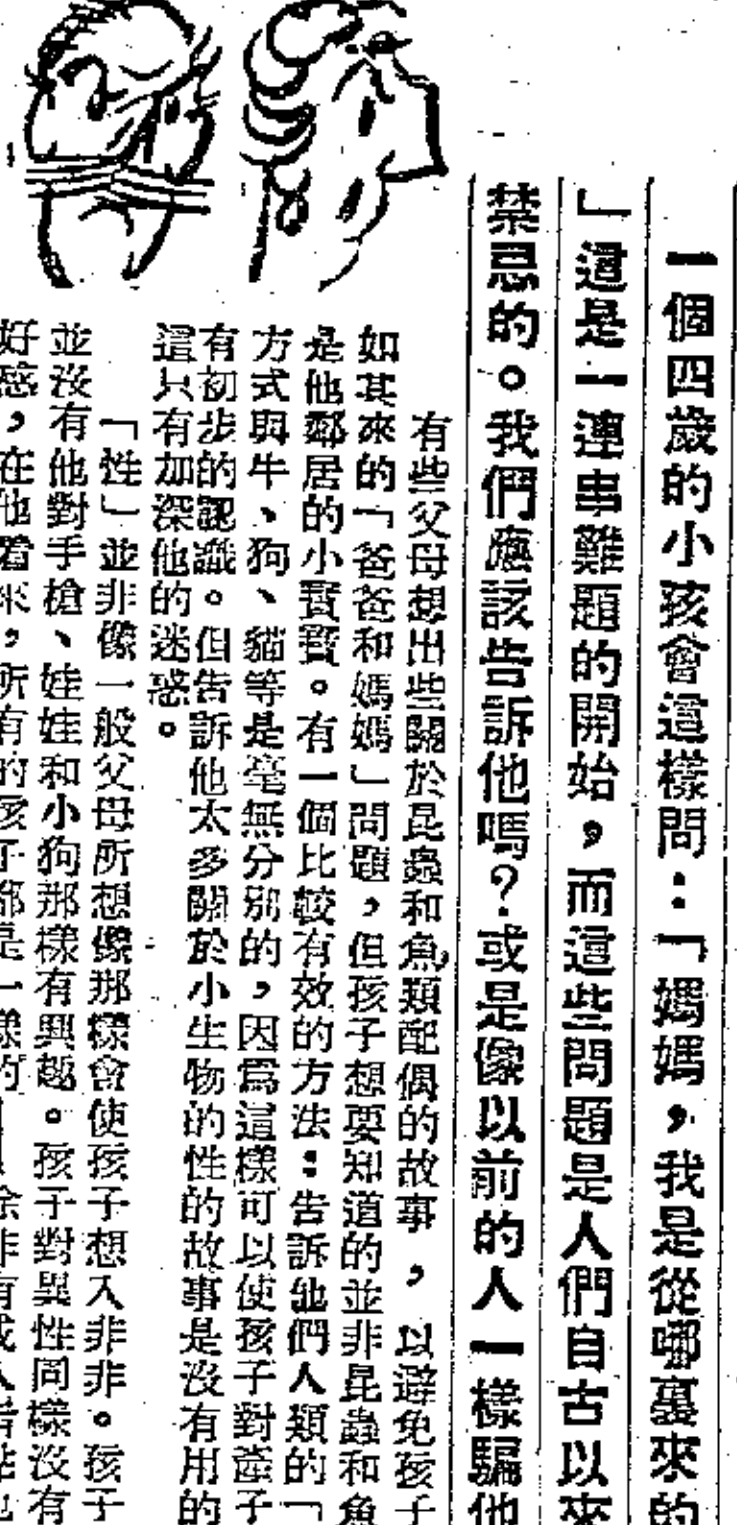 一個四歲的小孩會這樣問：「媽媽，我是從哪裏來的
」這是一連串難題的開始，而這些問題是人們自古以來
禁忌的。我們應該告訴他嗎？或是像以前的人一樣騙他
有些父母想出些關於昆蟲和魚類配偶的故事，以避免孩子
如其來的「爸爸和媽媽」問題，但孩子想要知道的並非昆蟲和魚
是他鄰居的小寶寶。有一個比較有效的方法：告訴他們人類的「
方式與牛、狗、貓等是毫無分別的，因爲這樣可以使孩子對產子
有初步的認識。但告訴他太多關於小生物的性的故事是沒有用的
這只有加深他的迷惑。
「性」並非像一般父母所想像那樣會使孩子想入非非。孩子
並沒有他對手槍、娃娃和小狗那樣有興趣。孩子對異性同樣沒有
好感，在他看來，所有的孩子都是一樣的